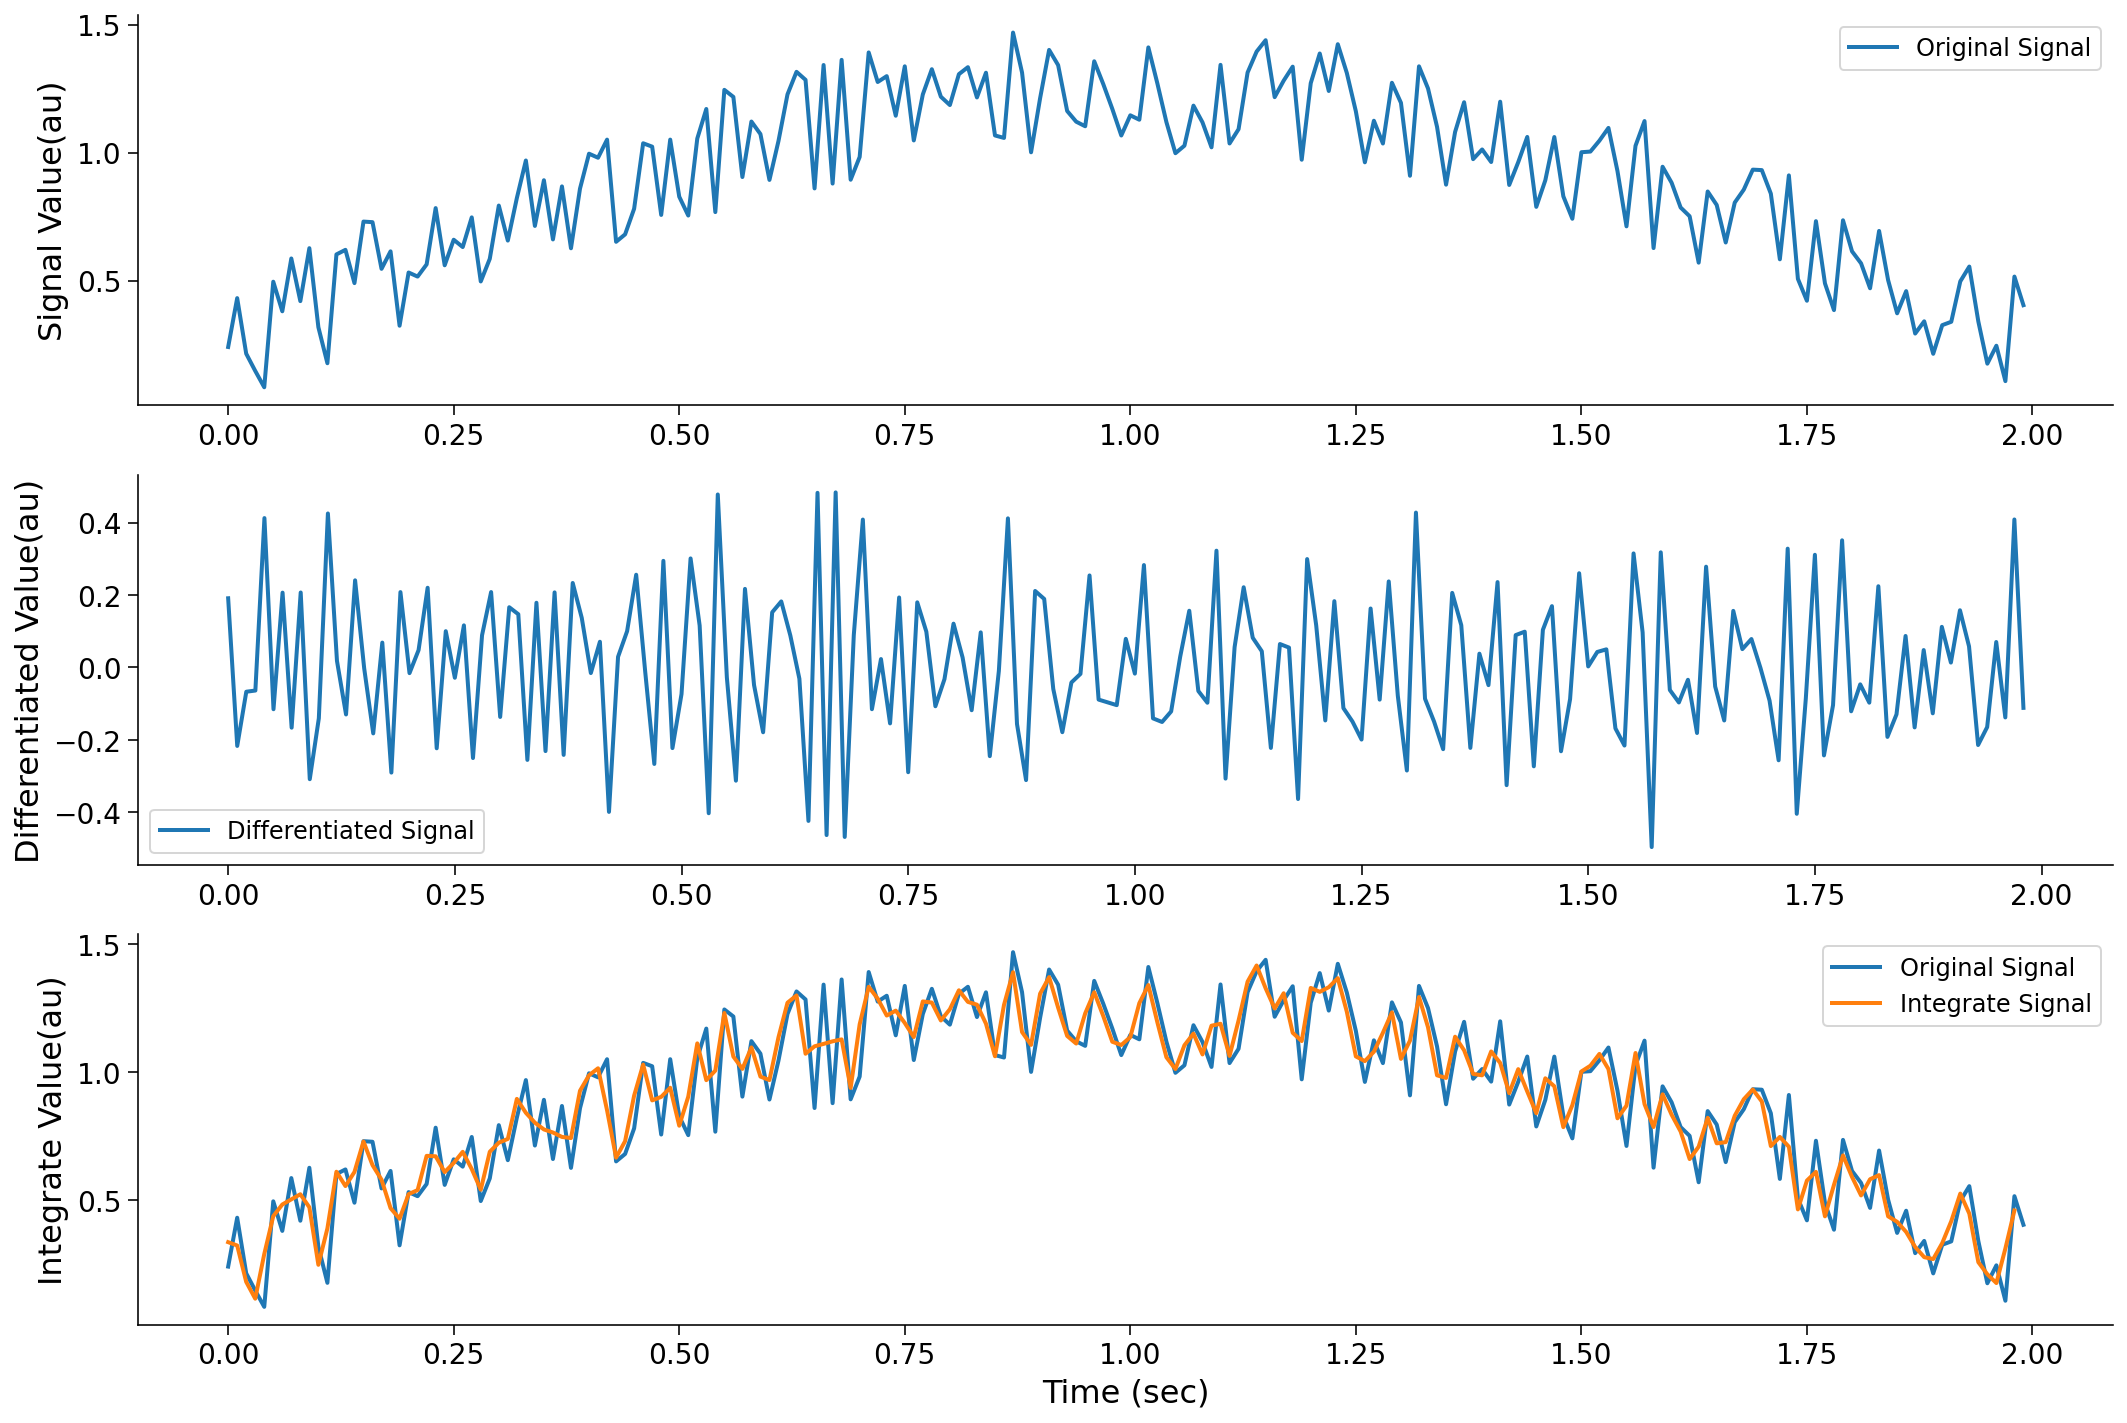 Signal Value(au)
1.5
1.0
0.5
Original Signal
0.00 0.25 0.50 0.75 1.00 1.25 1.50 1.75 2.00
Differentiated Value(au)
0.4
0.2
0.0
−0.2
−0.4
Differentiated Signal
0.00 0.25 0.50 0.75 1.00 1.25 1.50 1.75 2.00
Integrate Value(au)
1.5
1.0
0.5
Original Signal
Integrate Signal
0.00 0.25 0.50 0.75 1.00 1.25 1.50 1.75 2.00
Time (sec)